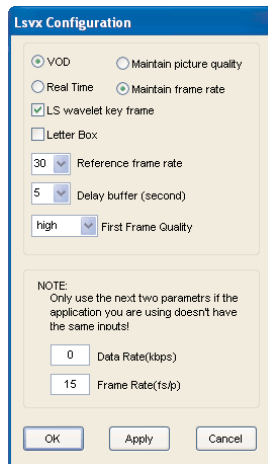 Lsvx Configuration
VOD Maintain picture quality
Real Time Maintain frame rate
LS wavelet key frame
Letter Box
30 Reference frame rate
5 Delay buffer (second)
high First Frame Quality
NOTE:
Only use the next two parametrs if the
application you are using doesn't have
the same inputs!
0 Data Rate(kbps)
15 Frame Rate(fs/p)
OK Apply Cancel